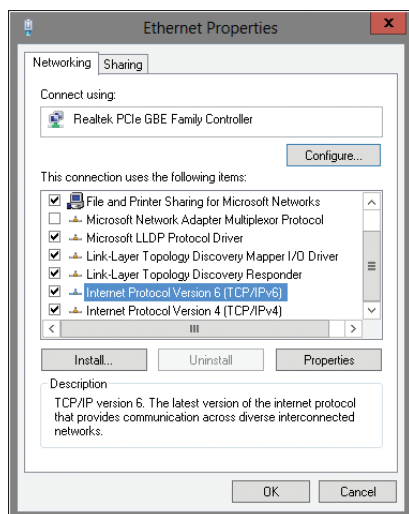 Ethernet Properties
x
Networking Sharing
Connect using:
Realtek PCIe GBE Family Controller
Configure...
This connection uses the following items:
File and Printer Sharing for Microsoft Networks
Microsoft Network Adapter Multiplexor Protocol
Microsoft LLDP Protocol Driver
Link-Layer Topology Discovery Mapper I/O Driver
Link-Layer Topology Discovery Responder
Internet Protocol Version 6 (TCP/IPv6)
Internet Protocol Version 4 (TCP/IPv4)
Install... Uninstall Properties
Description
TCP/IP version 6. The latest version of the internet protocol
that provides communication across diverse interconnected
networks.
OK Cancel